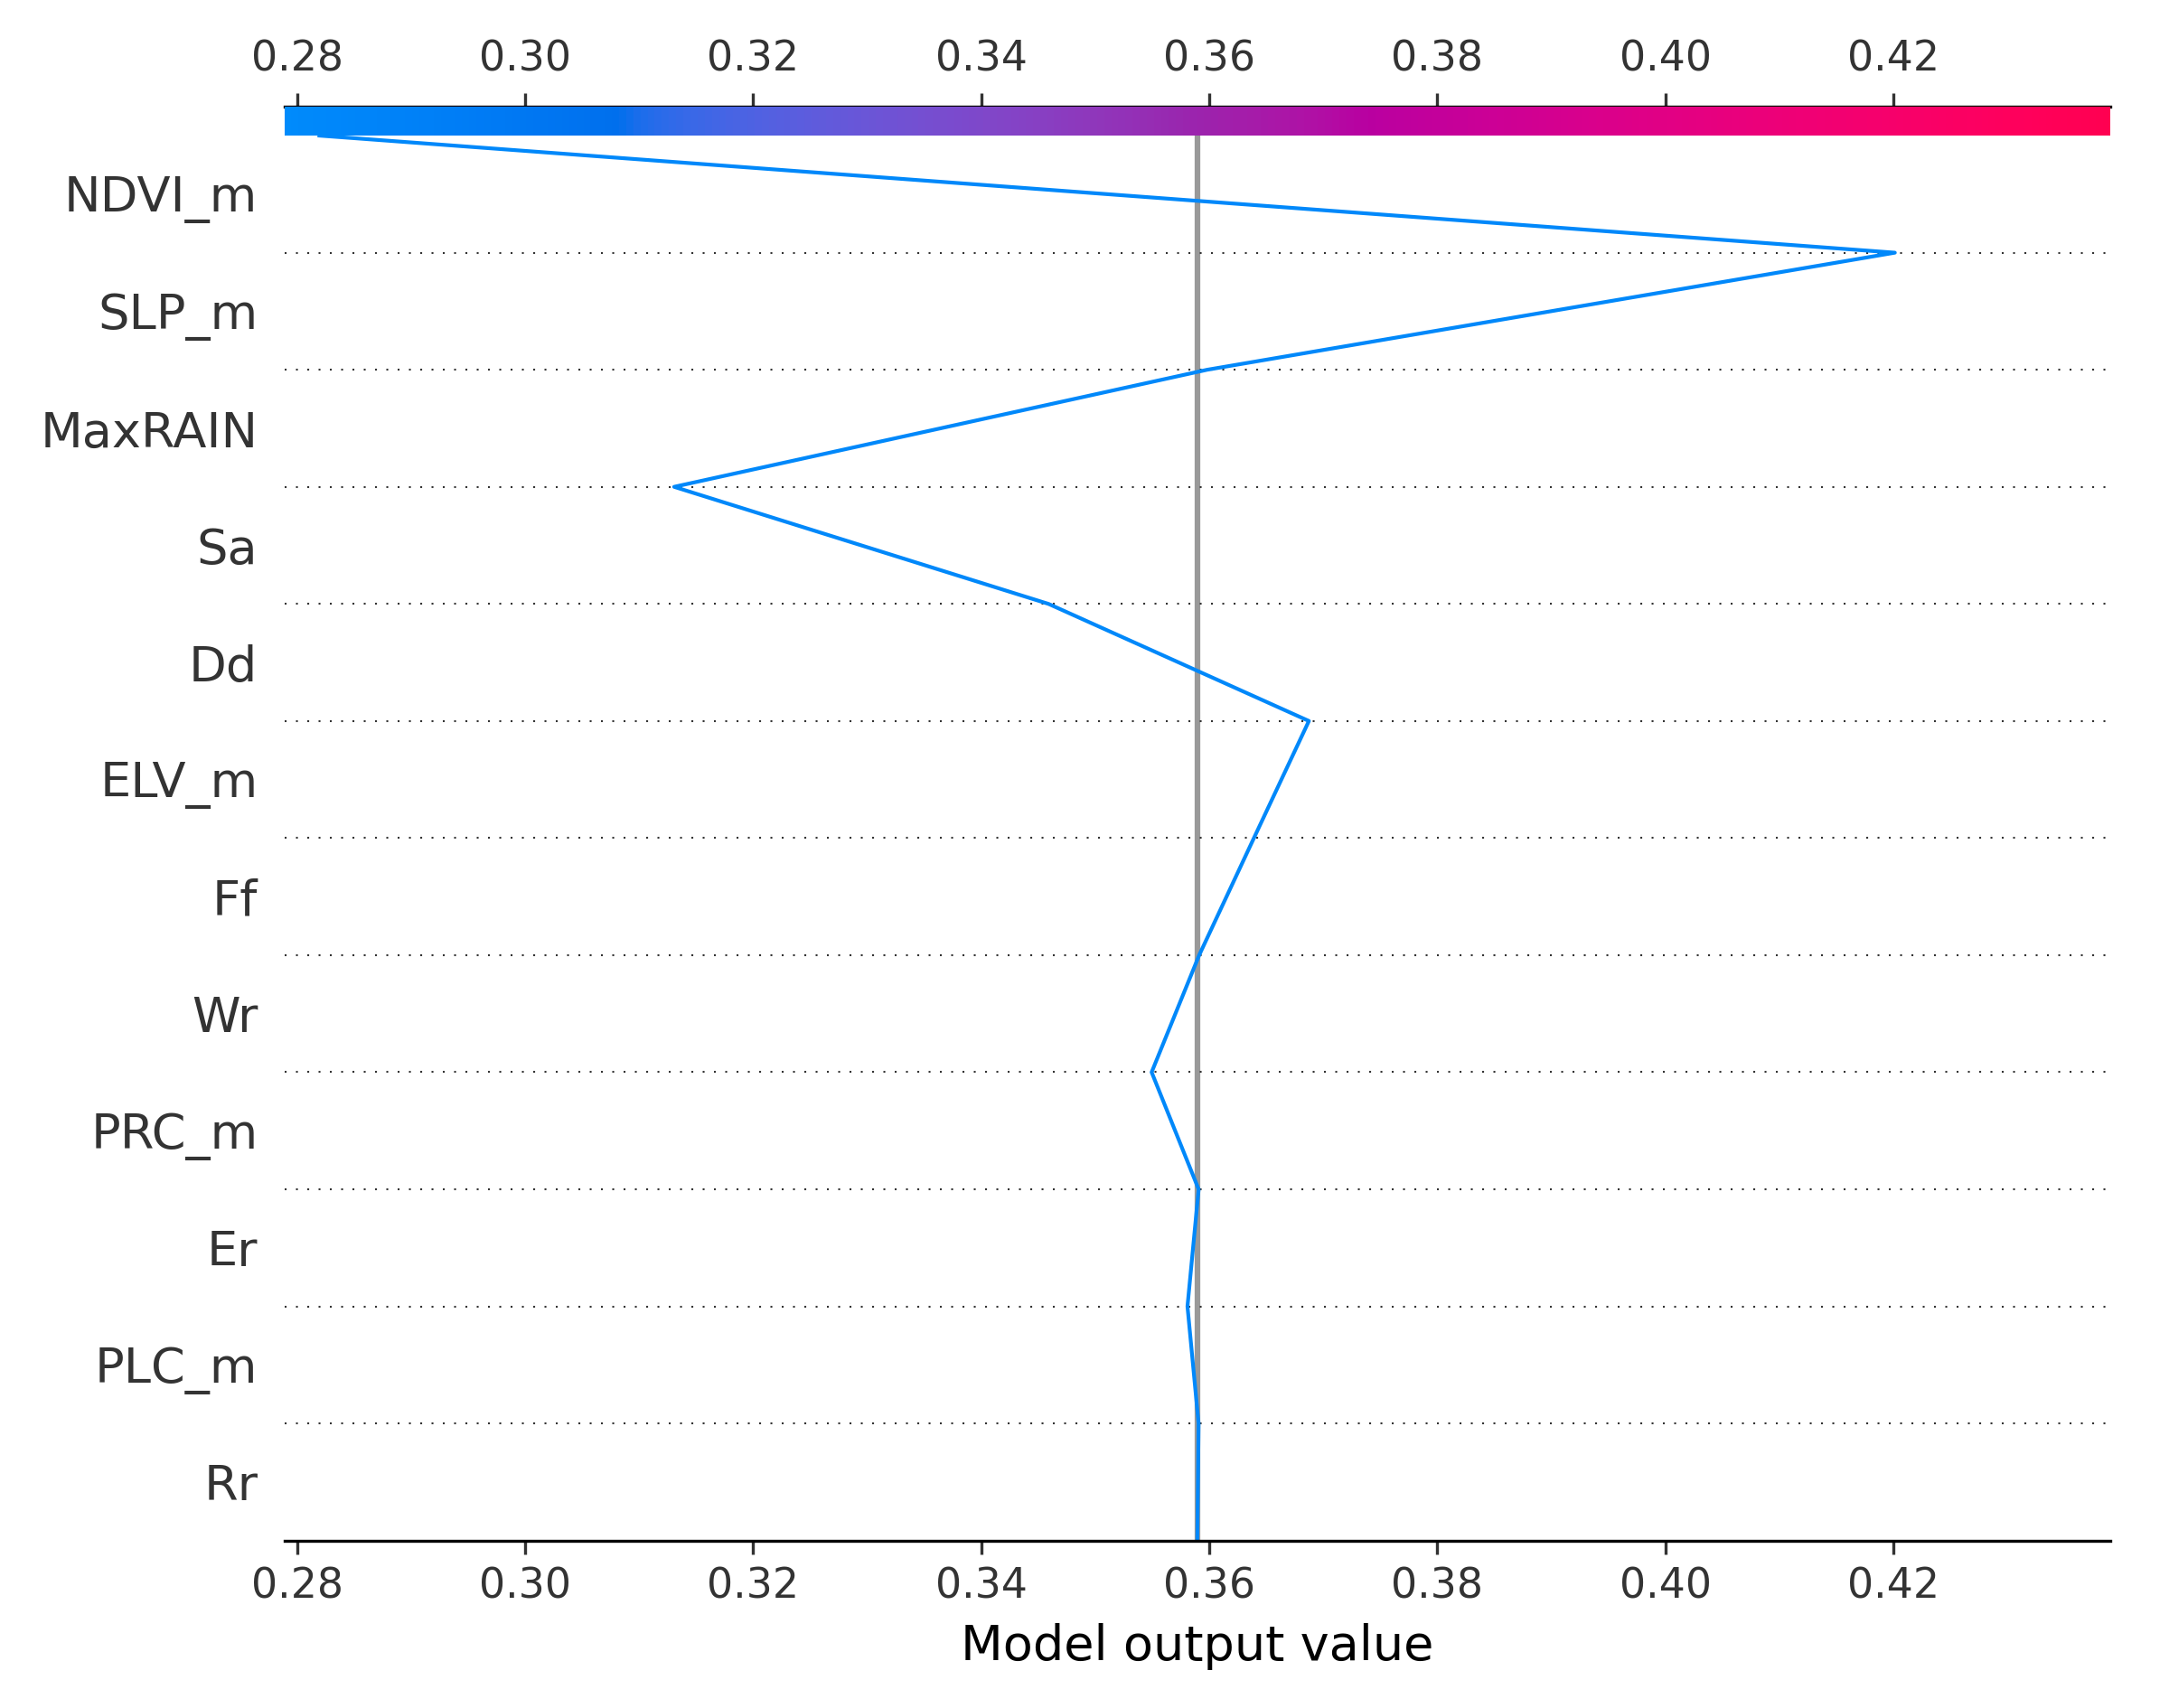 0.28 0.30 0.32 0.34 0.36 0.38 0.40 0.42
NDVI_m
SLP_m
MaxRAIN
Sa
Dd
ELV_m
Ff
Wr
PRC_m
Er
PLC_m
Rr
0.28 0.30 0.32 0.34 0.36 0.38 0.40 0.42
Model output value